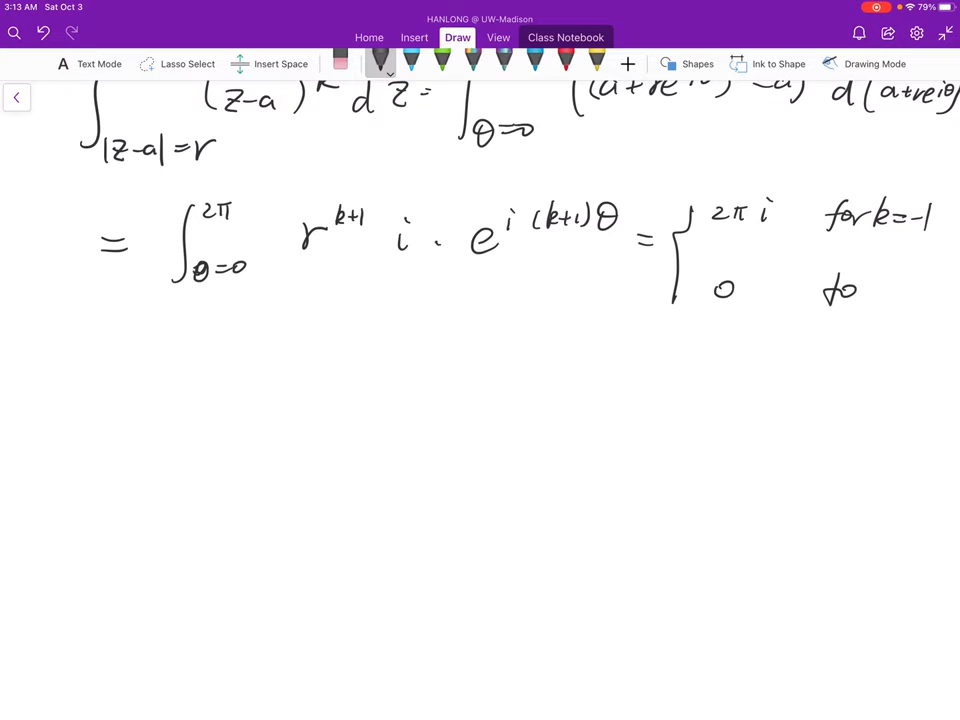 3:13 AM Sat Oct 3 79%
HANLONG @ UW-Madison
Home Insert Draw View Class Notebook
A Text Mode Lasso Select Insert Space Shapes Ink to Shape Drawing Mode
∫_{|z-a|=r} (z-a)^k dz = ∫_{θ=0} ((a+re^{iθ})-a) d(a+re^{iθ})
= ∫_{θ=0}^{2π} r^{k+1} i · e^{i(k+1)θ} = { 2πi for k=-1
0 fo